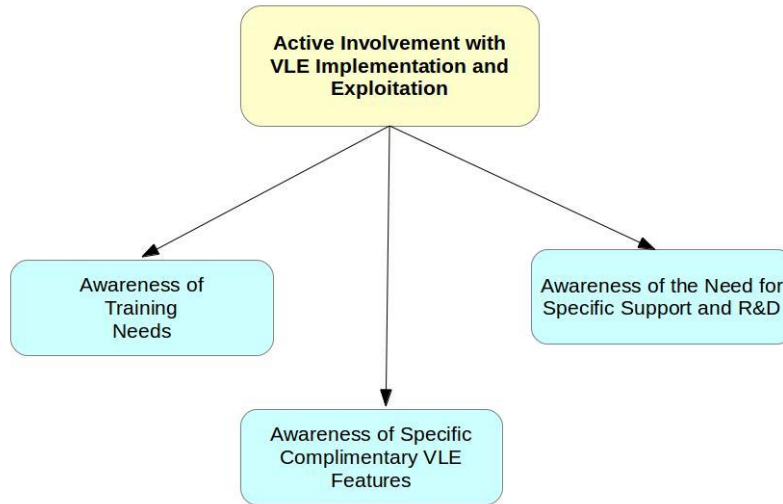 Active Involvement with
VLE Implementation and
Exploitation
Awareness of
Training
Needs
Awareness of the Need for
Specific Support and R&D
Awareness of Specific
Complimentary VLE
Features